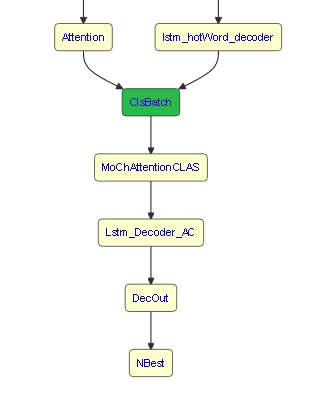 Attention
lstm_hotWord_decoder
ClsBatch
MoChAttentionCLAS
Lstm_Decoder_AC
DecOut
NBest